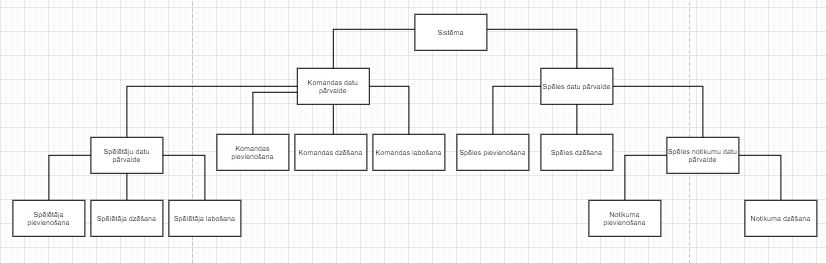 Sistēma
Komandas datu
pārvalde
Spēles datu pārvalde
Spēlētāju datu
pārvalde
Komandas
pievienošana
Komandas dzēšana
Komandas labošana
Spēles pievienošana
Spēles dzēšana
Spēles notikumu datu
pārvalde
Spēlētāja
pievienošana
Spēlētāja dzēšana
Spēlētāja labošana
Notikuma
pievienošana
Notikuma dzēšana